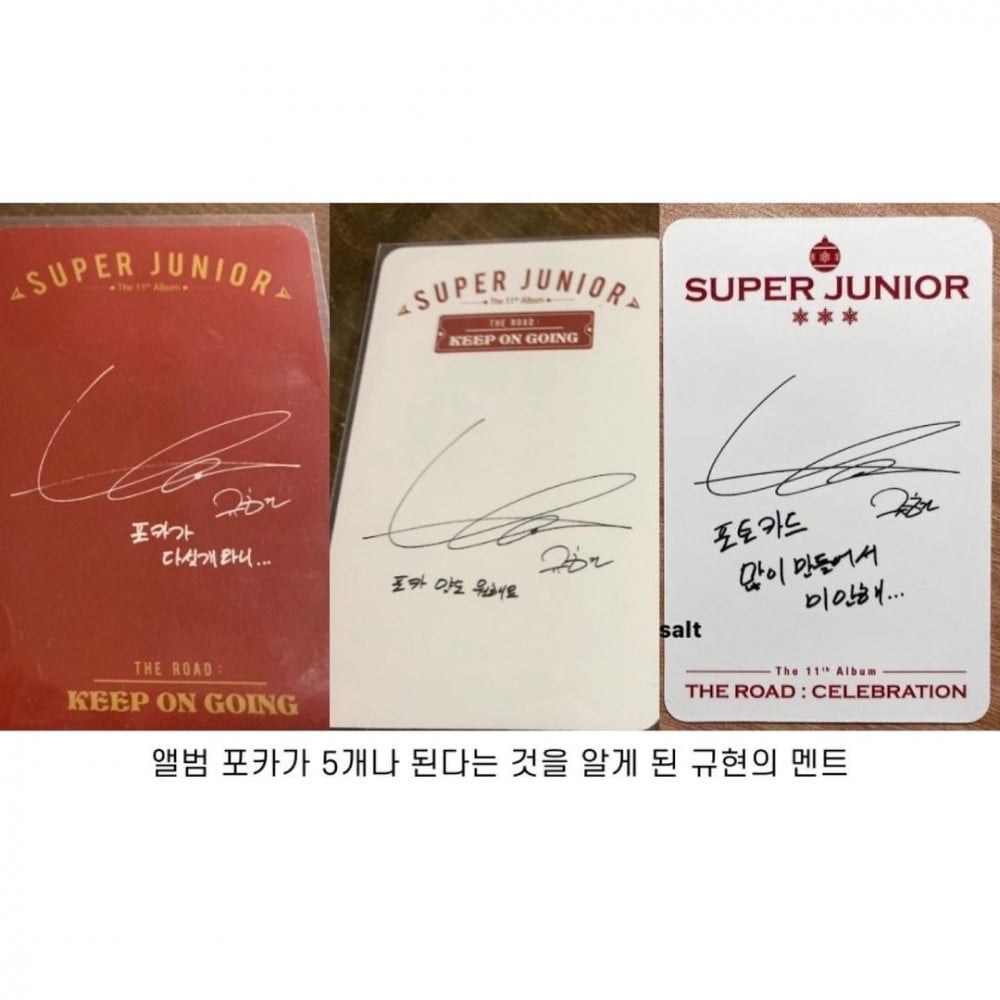 SUPER JUNIOR
The 11th Album
규현
포카가
다섯개라니...
THE ROAD :
KEEP ON GOING
SUPER JUNIOR
The 11th Album
THE ROAD :
KEEP ON GOING
규현
포카 양도 원해요
SUPER JUNIOR
규현
포토카드
많이 만들어서
미안해...
salt
The 11th Album
THE ROAD : CELEBRATION
앨범 포카가 5개나 된다는 것을 알게 된 규현의 멘트